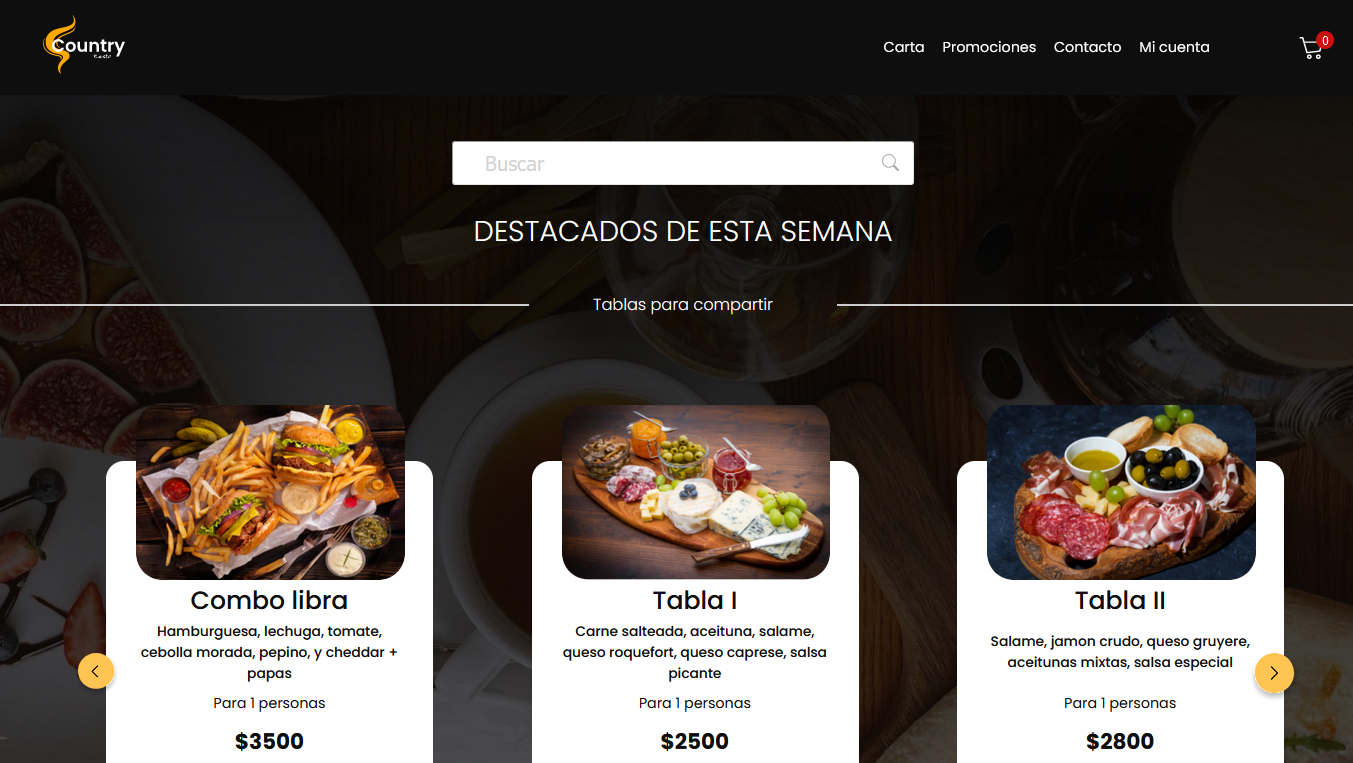 Country
Resto
Carta Promociones Contacto Mi cuenta
0
Buscar
DESTACADOS DE ESTA SEMANA
Tablas para compartir
Combo libra
Hamburguesa, lechuga, tomate,
cebolla morada, pepino, y cheddar +
papas
Para 1 personas
$3500
Tabla I
Carne salteada, aceituna, salame,
queso roquefort, queso caprese, salsa
picante
Para 1 personas
$2500
Tabla II
Salame, jamon crudo, queso gruyere,
aceitunas mixtas, salsa especial
Para 1 personas
$2800